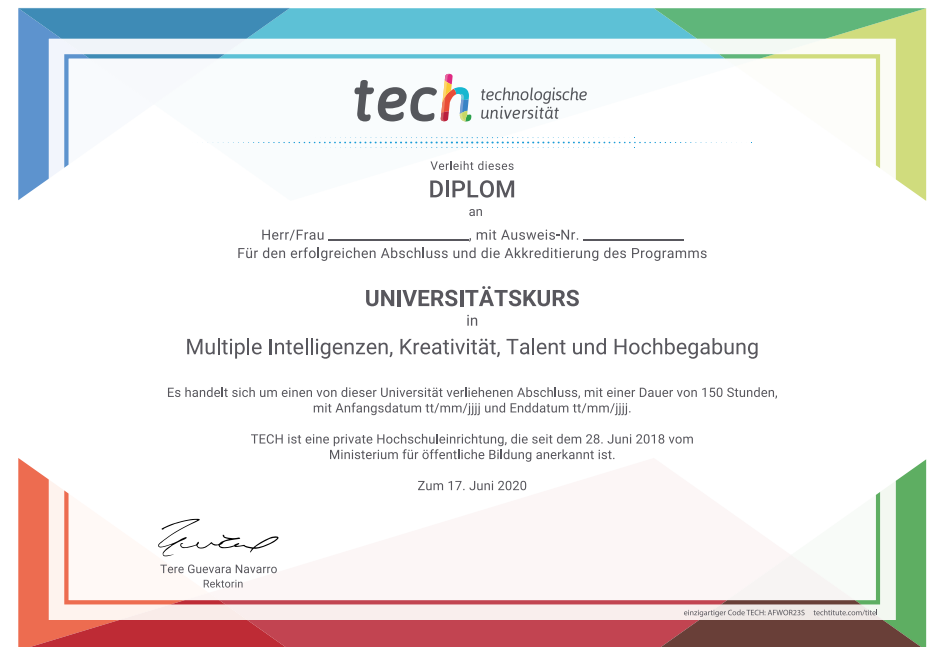 tech technologische
universität
Verleiht dieses
DIPLOM
an
Herr/Frau ____________, mit Ausweis-Nr. ____________
Für den erfolgreichen Abschluss und die Akkreditierung des Programms
UNIVERSITÄTSKURS
in
Multiple Intelligenzen, Kreativität, Talent und Hochbegabung
Es handelt sich um einen von dieser Universität verliehenen Abschluss, mit einer Dauer von 150 Stunden,
mit Anfangsdatum tt/mm/jjjj und Enddatum tt/mm/jjjj.
TECH ist eine private Hochschuleinrichtung, die seit dem 28. Juni 2018 vom
Ministerium für öffentliche Bildung anerkannt ist.
Zum 17. Juni 2020
Tere Guevara Navarro
Rektorin
einzigartiger Code TECH: AFWOR23S techtitute.com/titel